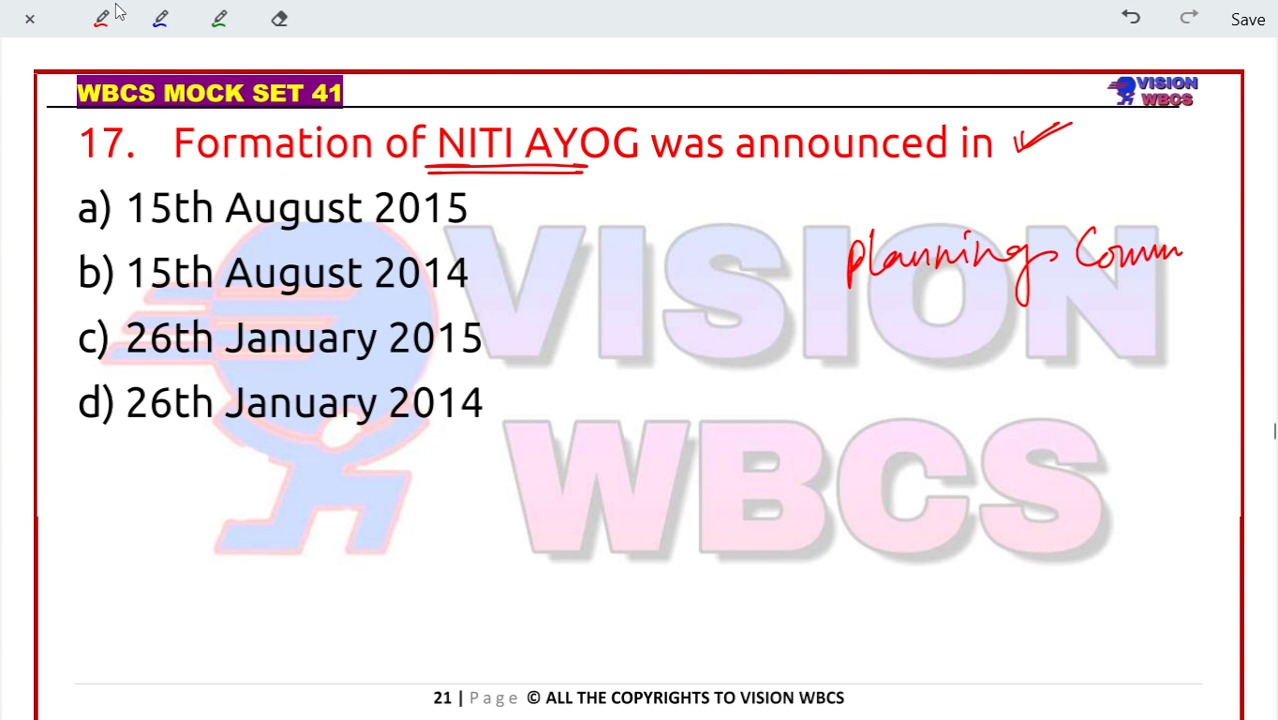 Save
WBCS MOCK SET 41
VISION
WBCS
17. Formation of NITI AYOG was announced in
a) 15th August 2015
b) 15th August 2014
c) 26th January 2015
d) 26th January 2014
planning Comm
VISION
WBCS
21 | Page © ALL THE COPYRIGHTS TO VISION WBCS